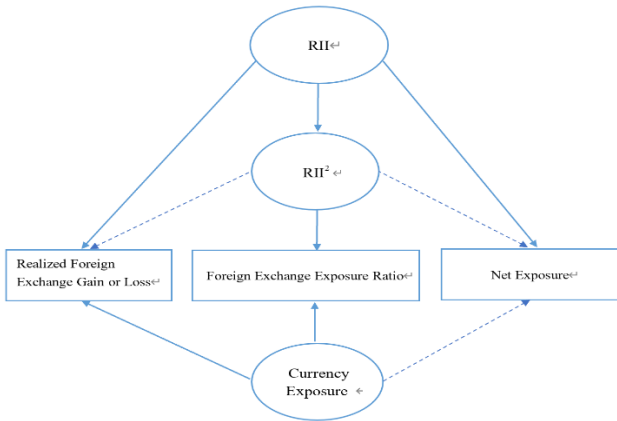 RII↵
RII² ↵
Realized Foreign
Exchange Gain or Loss↵
Foreign Exchange Exposure Ratio↵
Net Exposure↵
Currency
Exposure ↵